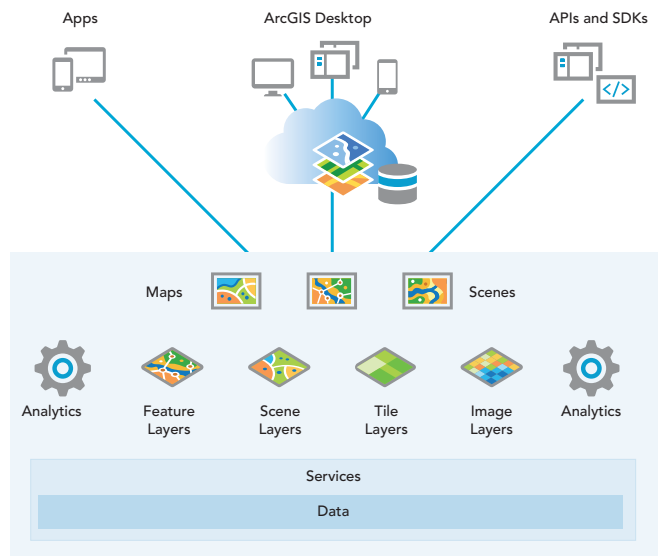 Apps
ArcGIS Desktop
APIs and SDKs
</>
Maps
Scenes
Analytics
Feature
Layers
Scene
Layers
Tile
Layers
Image
Layers
Analytics
Services
Data